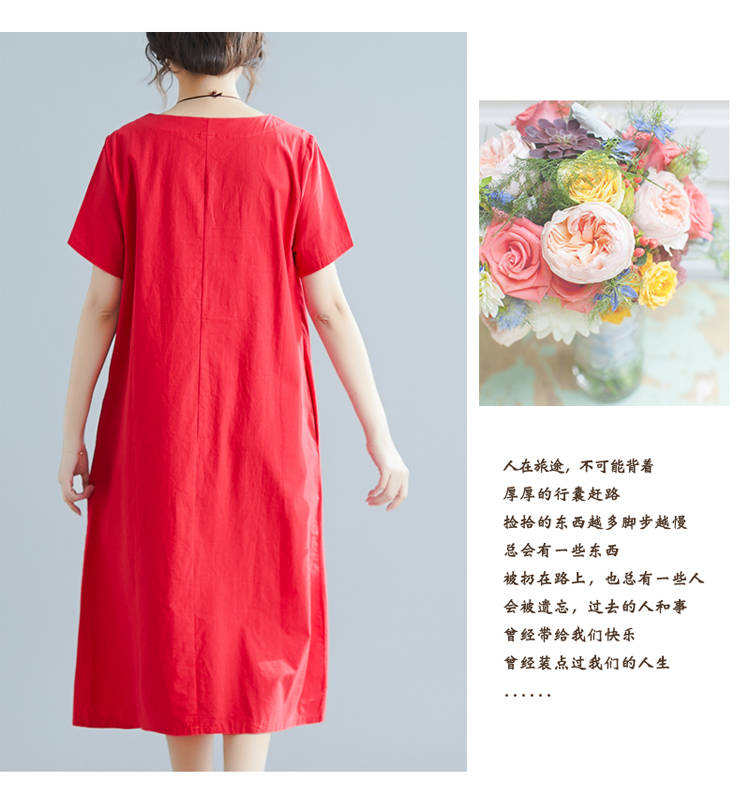 人在旅途，不可能背着
厚厚的行囊赶路
捡拾的东西越多脚步越慢
总会有一些东西
被扔在路上，也总有一些人
会被遗忘，过去的人和事
曾经带给我们快乐
曾经装点过我们的人生
......